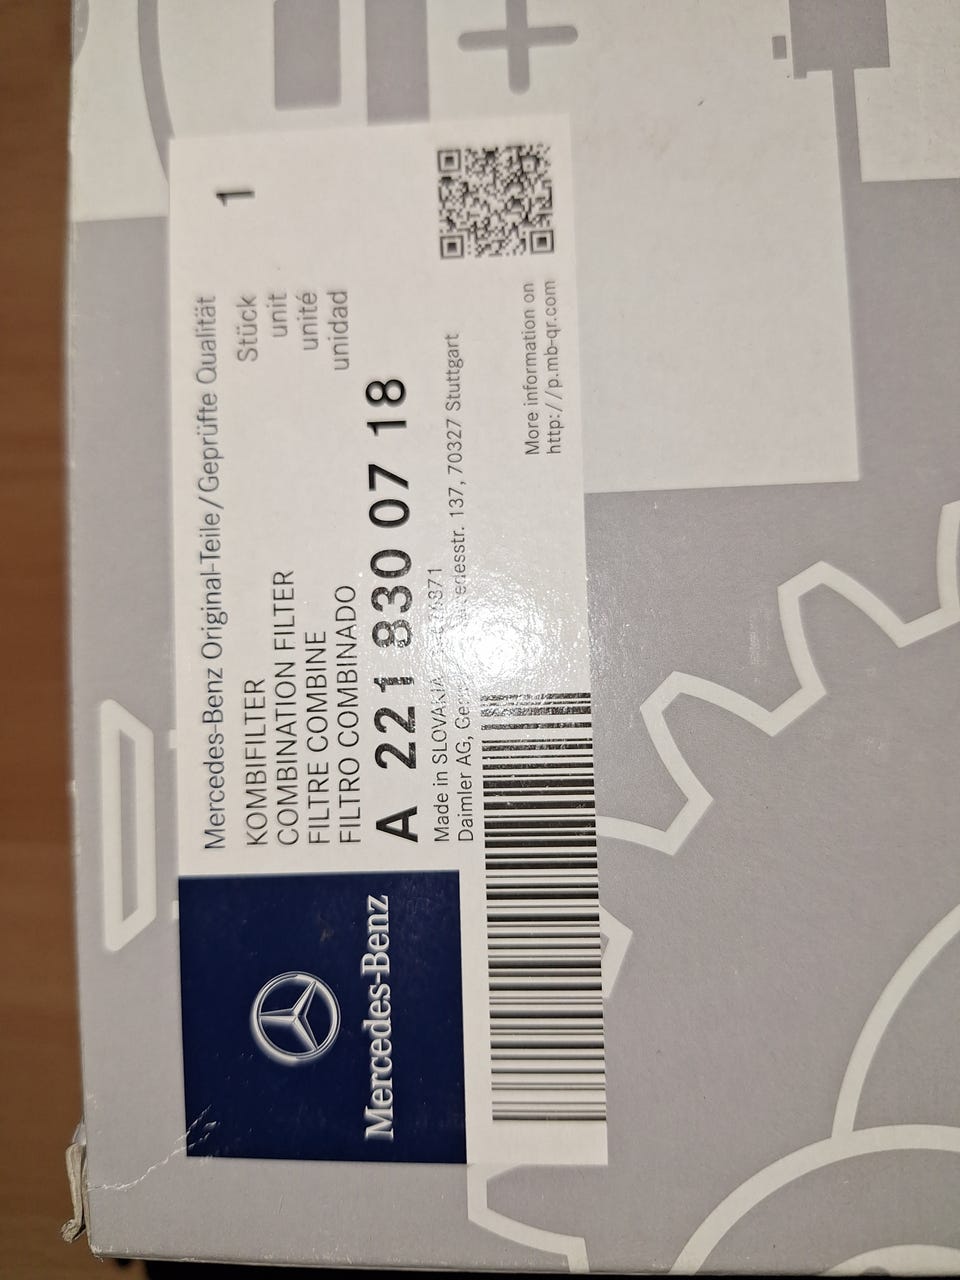 Mercedes-Benz Original-Teile/Geprüfte Qualität
KOMBIFILTER
COMBINATION FILTER
FILTRE COMBINE
FILTRO COMBINADO
Stück 1
unit
unité
unidad
A 221 830 07 18
Made in SLOVAKIA
Daimler AG, 137, 70327 Stuttgart
More information on
http://p.mb-qr.com
Mercedes-Benz